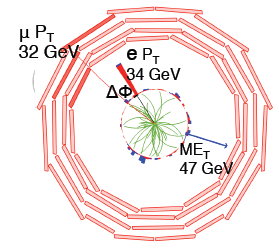 μ P_T
32 GeV
e P_T
34 GeV
ΔΦ
ME_T
47 GeV